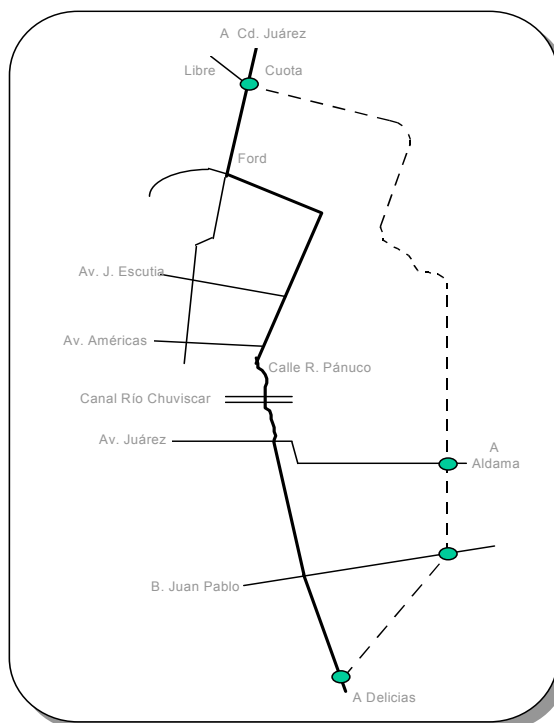 A Cd. Juárez
Libre
Cuota
Ford
Av. J. Escutia
Av. Américas
Calle R. Pánuco
Canal Río Chuviscar
Av. Juárez
A
Aldama
B. Juan Pablo
A Delicias